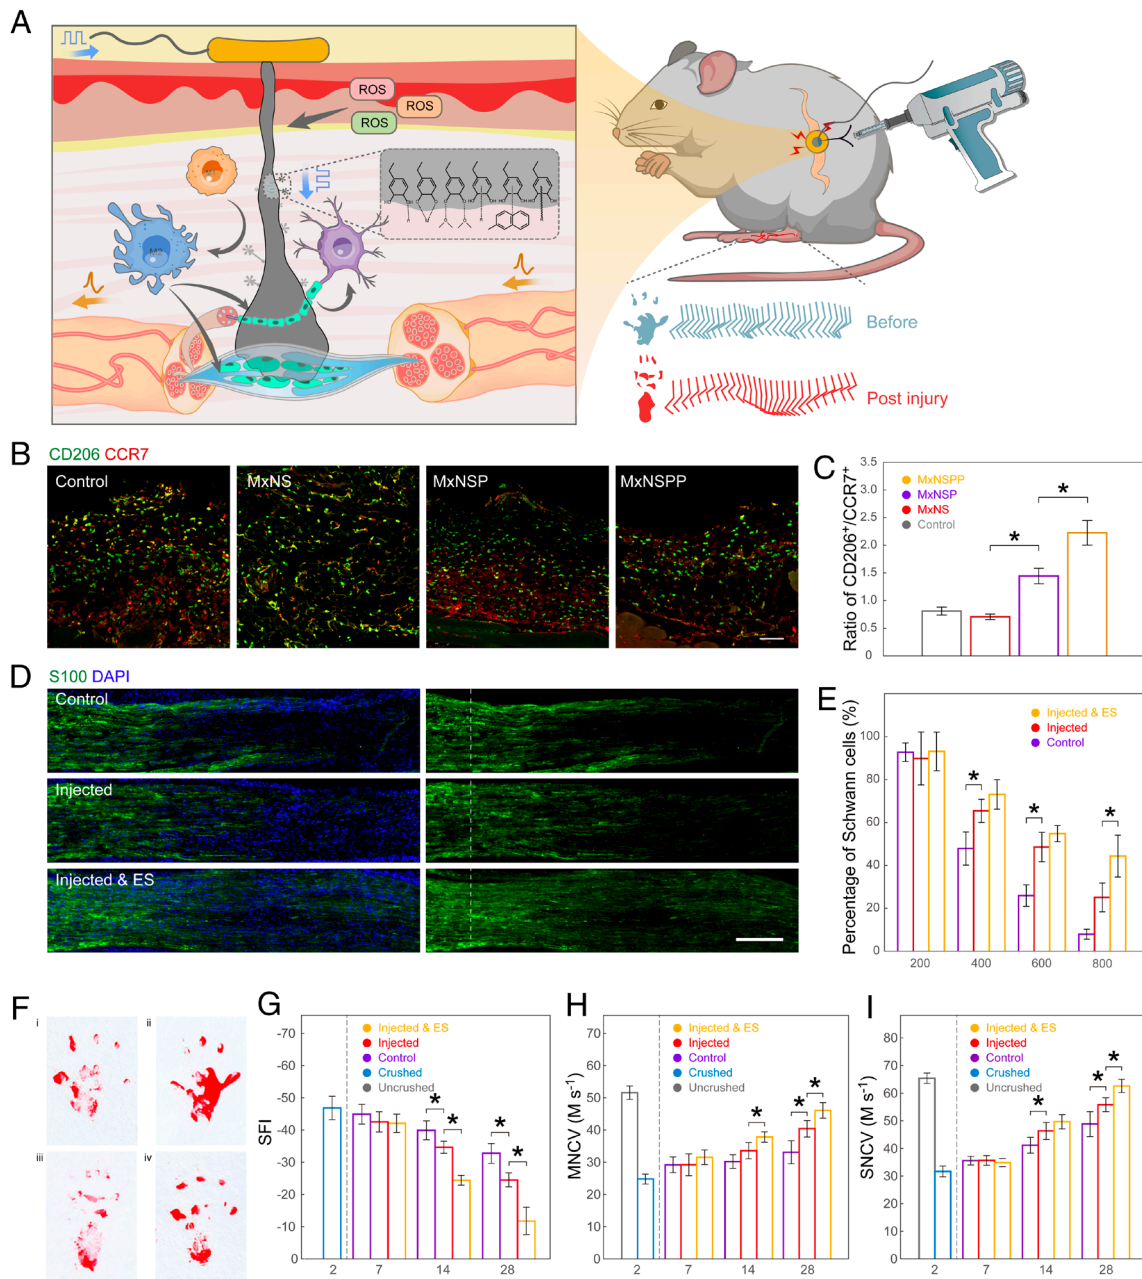 A
ROS
ROS
ROS
M2
Before
Post injury
B
CD206 CCR7
Control
MxNS
MxNSP
MxNSPP
C
Ratio of CD206+/CCR7+
3.5
3.0
2.5
2.0
1.5
1.0
0.5
0
MxNSPP
MxNSP
MxNS
Control
*
*
D
S100 DAPI
Control
Injected
Injected & ES
E
Percentage of Schwann cells (%)
100
80
60
40
20
0
Injected & ES
Injected
Control
*
*
*
200 400 600 800
F
i
ii
iii
iv
G
SFI
-70
-60
-50
-40
-30
-20
-10
0
Injected & ES
Injected
Control
Crushed
Uncrushed
*
*
*
*
2 7 14 28
H
MNCV (M s-1)
70
60
50
40
30
20
10
0
Injected & ES
Injected
Control
Crushed
Uncrushed
*
*
*
2 7 14 28
I
SNCV (M s-1)
80
60
50
40
30
20
10
0
Injected & ES
Injected
Control
Crushed
Uncrushed
*
*
*
2 7 14 28